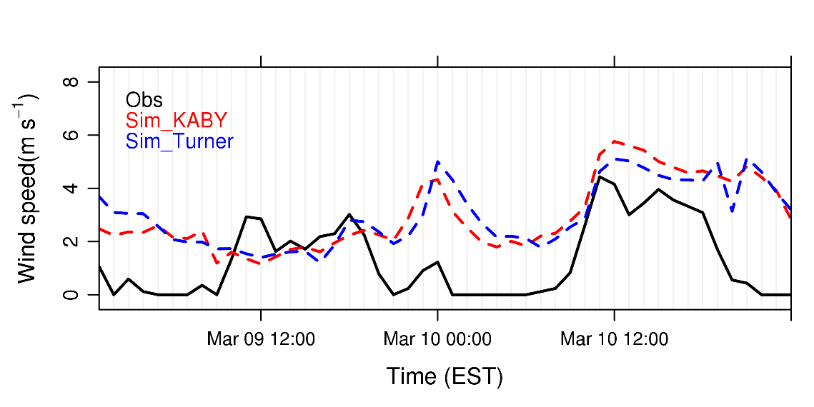 Obs
Sim_KABY
Sim_Turner
Wind speed(m s⁻¹)
8
6
4
2
0
Mar 09 12:00 Mar 10 00:00 Mar 10 12:00
Time (EST)